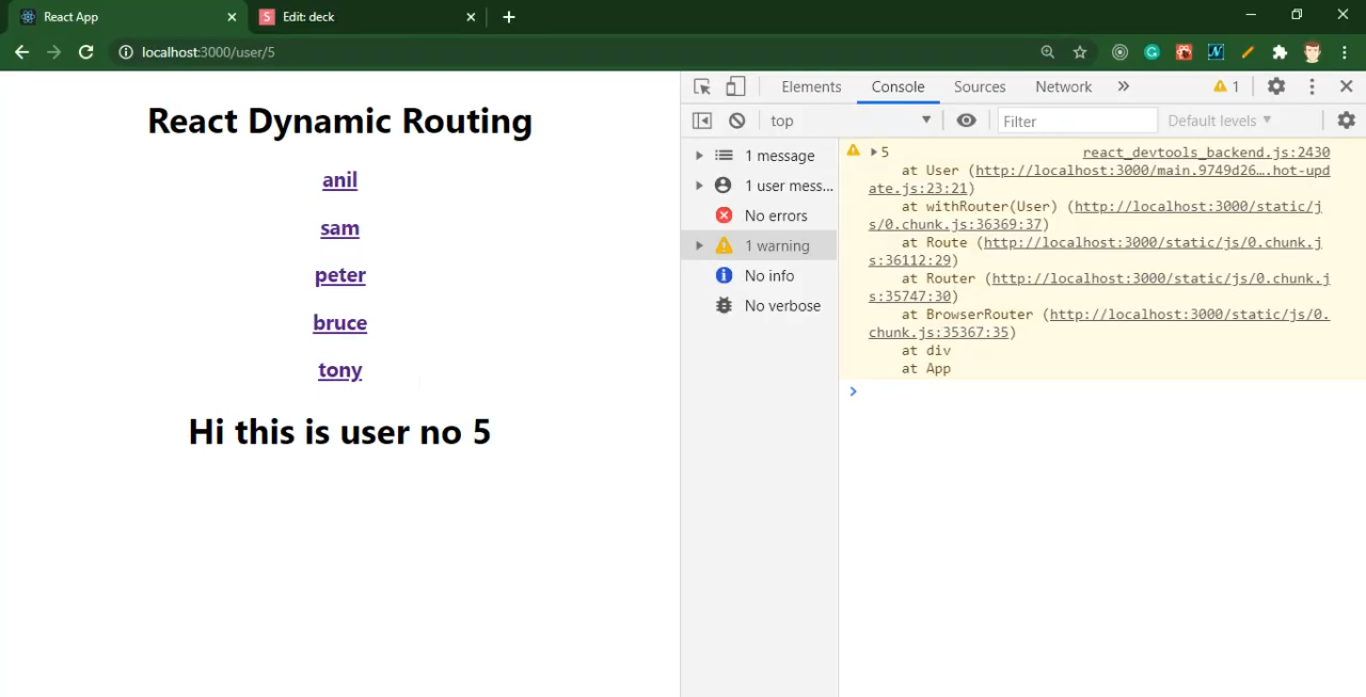 React App
Edit: deck
localhost:3000/user/5
React Dynamic Routing
anil
sam
peter
bruce
tony
Hi this is user no 5
Elements Console Sources Network 1
top Filter Default levels
1 message
1 user mess...
No errors
1 warning
No info
No verbose
5 react_devtools_backend.js:2430
at User (http://localhost:3000/main.9749d26….hot-upd
ate.js:23:21)
at withRouter(User) (http://localhost:3000/static/j
s/0.chunk.js:36369:37)
at Route (http://localhost:3000/static/js/0.chunk.j
s:36112:29)
at Router (http://localhost:3000/static/js/0.chunk.j
s:35747:30)
at BrowserRouter (http://localhost:3000/static/js/0.
chunk.js:35367:35)
at div
at App